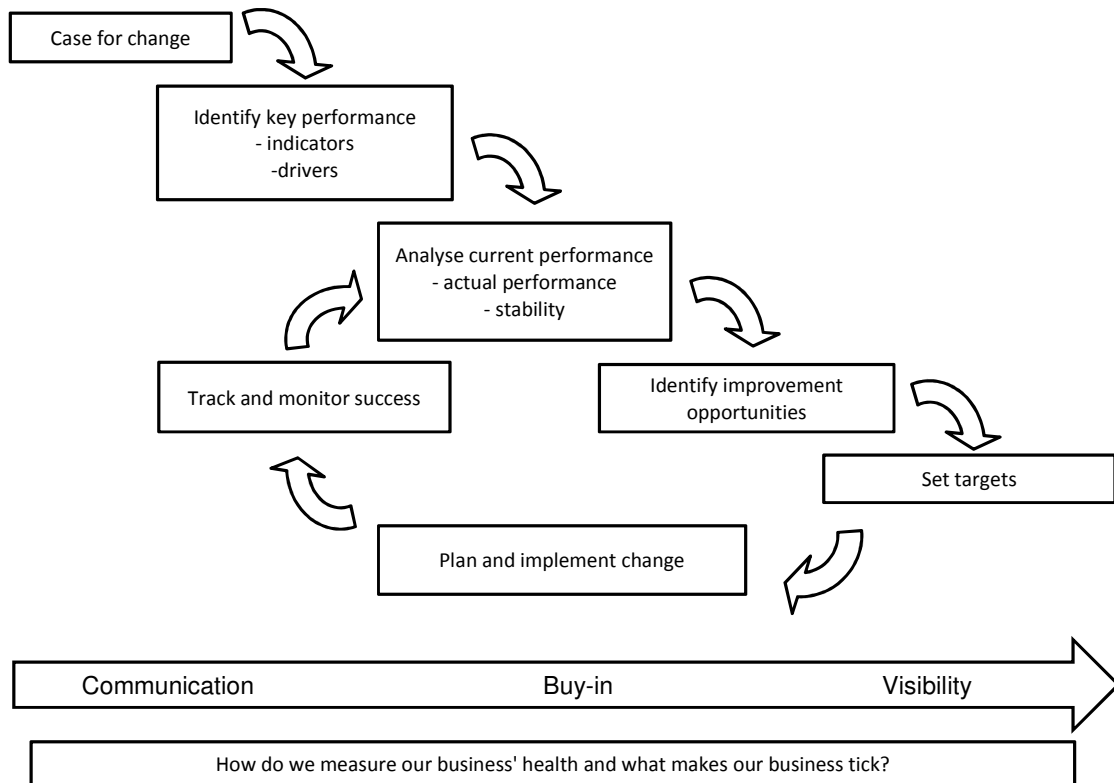 Case for change
Identify key performance
- indicators
-drivers
Analyse current performance
- actual performance
- stability
Identify improvement
opportunities
Set targets
Plan and implement change
Track and monitor success
Communication
Buy-in
Visibility
How do we measure our business' health and what makes our business tick?